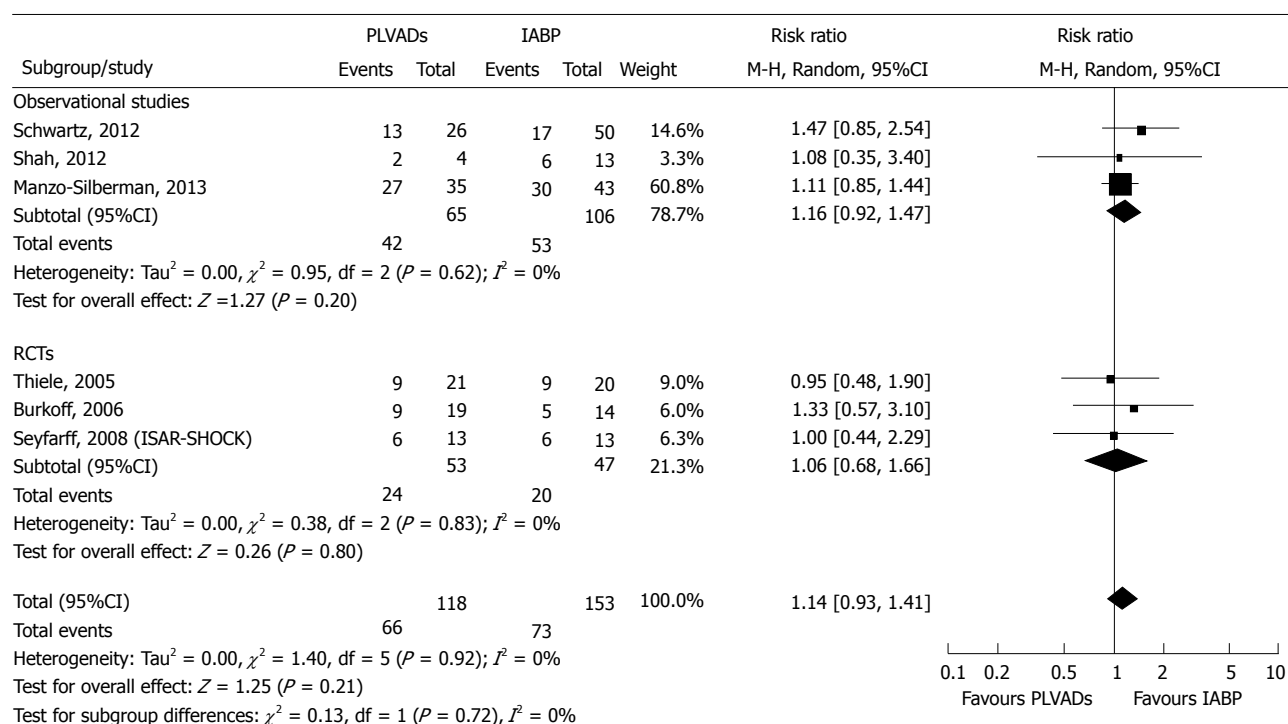 PLVADs IABP Risk ratio Risk ratio
Subgroup/study Events Total Events Total Weight M-H, Random, 95%CI M-H, Random, 95%CI
Observational studies
Schwartz, 2012 13 26 17 50 14.6% 1.47 [0.85, 2.54]
Shah, 2012 2 4 6 13 3.3% 1.08 [0.35, 3.40]
Manzo-Silberman, 2013 27 35 30 43 60.8% 1.11 [0.85, 1.44]
Subtotal (95%CI) 65 106 78.7% 1.16 [0.92, 1.47]
Total events 42 53
Heterogeneity: Tau² = 0.00, χ² = 0.95, df = 2 (P = 0.62); I² = 0%
Test for overall effect: Z =1.27 (P = 0.20)
RCTs
Thiele, 2005 9 21 9 20 9.0% 0.95 [0.48, 1.90]
Burkoff, 2006 9 19 5 14 6.0% 1.33 [0.57, 3.10]
Seyfarff, 2008 (ISAR-SHOCK) 6 13 6 13 6.3% 1.00 [0.44, 2.29]
Subtotal (95%CI) 53 47 21.3% 1.06 [0.68, 1.66]
Total events 24 20
Heterogeneity: Tau² = 0.00, χ² = 0.38, df = 2 (P = 0.83); I² = 0%
Test for overall effect: Z = 0.26 (P = 0.80)
Total (95%CI) 118 153 100.0% 1.14 [0.93, 1.41]
Total events 66 73
Heterogeneity: Tau² = 0.00, χ² = 1.40, df = 5 (P = 0.92); I² = 0%
Test for overall effect: Z = 1.25 (P = 0.21)
Test for subgroup differences: χ² = 0.13, df = 1 (P = 0.72), I² = 0%
0.1 0.2 0.5 1 2 5 10
Favours PLVADs Favours IABP